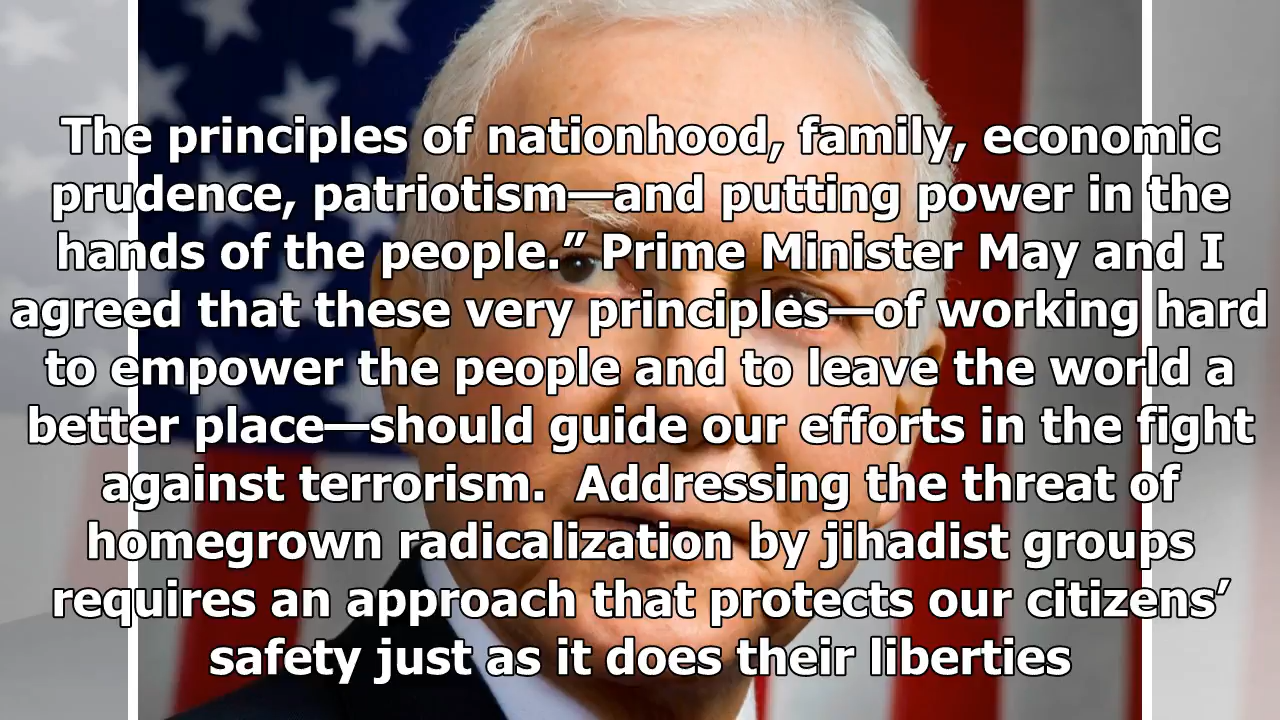 The principles of nationhood, family, economic
prudence, patriotism—and putting power in the
hands of the people.” Prime Minister May and I
agreed that these very principles—of working hard
to empower the people and to leave the world a
better place—should guide our efforts in the fight
against terrorism.  Addressing the threat of
homegrown radicalization by jihadist groups
requires an approach that protects our citizens’
safety just as it does their liberties